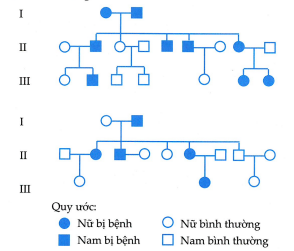 I
II
III
I
II
III
Quy ước:
Nữ bị bệnh Nữ bình thường
Nam bị bệnh Nam bình thường